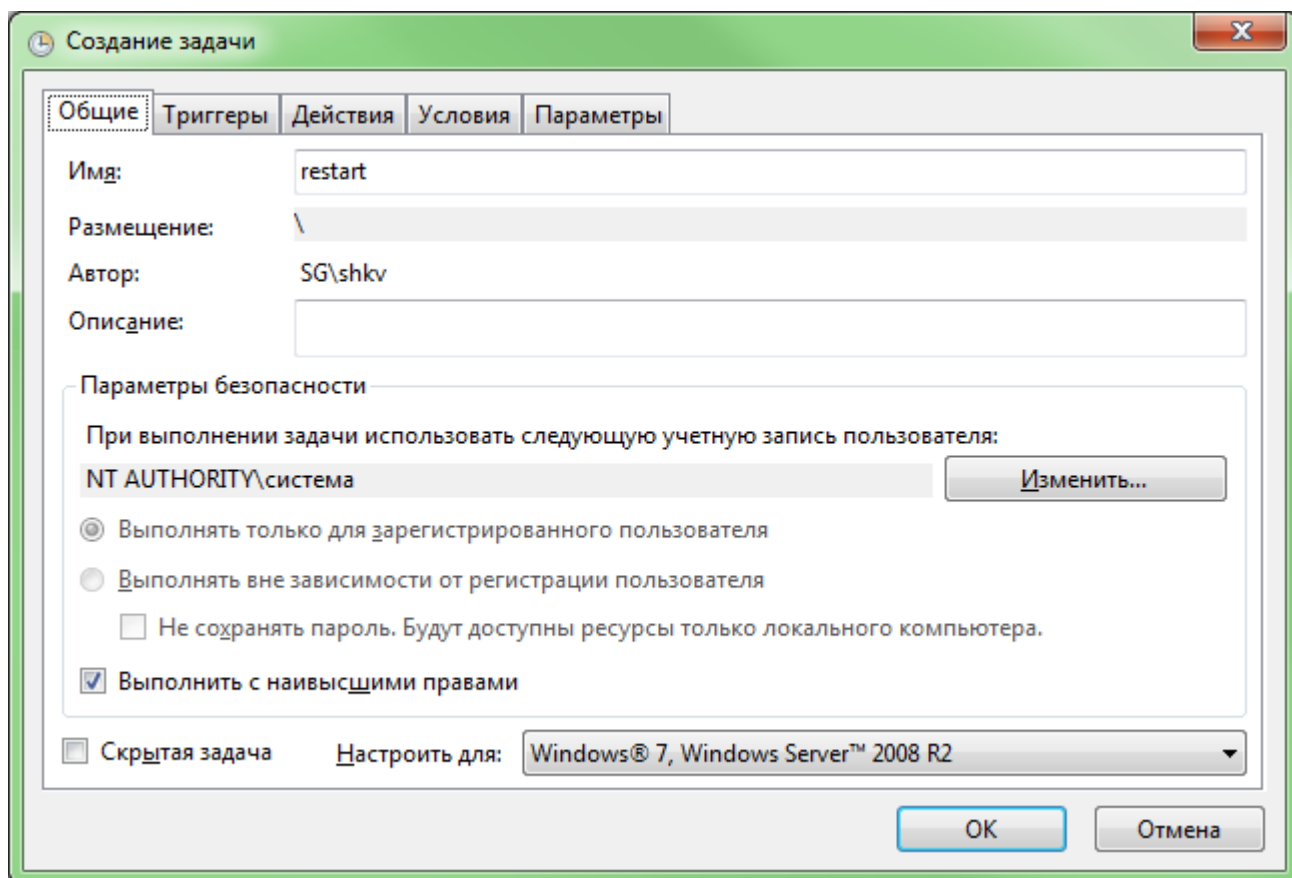 Создание задачи
Общие Триггеры Действия Условия Параметры
Имя: restart
Размещение: \
Автор: SG\shkv
Описание:
Параметры безопасности
При выполнении задачи использовать следующую учетную запись пользователя:
NT AUTHORITY\система Изменить...
Выполнять только для зарегистрированного пользователя
Выполнять вне зависимости от регистрации пользователя
Не сохранять пароль. Будут доступны ресурсы только локального компьютера.
Выполнить с наивысшими правами
Скрытая задача Настроить для: Windows® 7, Windows Server™ 2008 R2
ОК Отмена